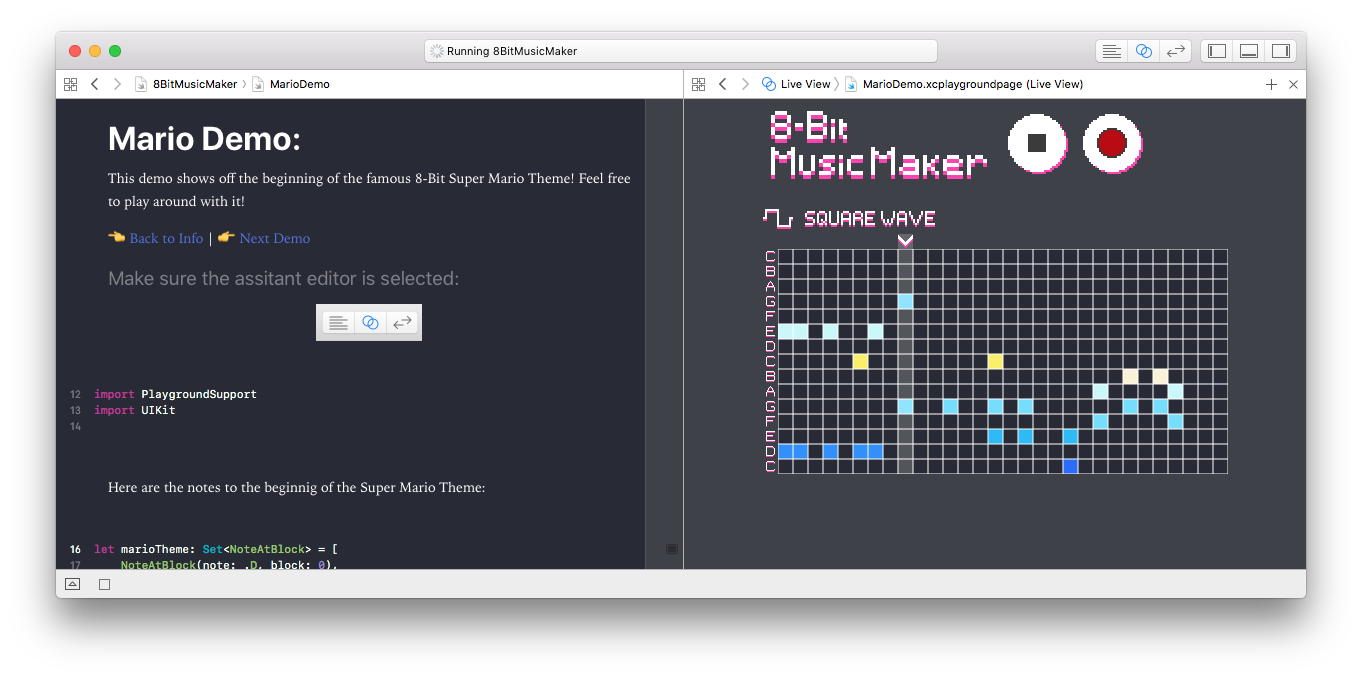 Running 8BitMusicMaker
8BitMusicMaker
MarioDemo
Live View
MarioDemo.xcplaygroundpage (Live View)
Mario Demo:
This demo shows off the beginning of the famous 8-Bit Super Mario Theme! Feel free
to play around with it!
👈 Back to Info | 👉 Next Demo
Make sure the assitant editor is selected:
12 import PlaygroundSupport
13 import UIKit
14
Here are the notes to the beginnig of the Super Mario Theme:
16 let marioTheme: Set<NoteAtBlock> = [
17 NoteAtBlock(note: .D, block: 0),
8-Bit
Music Maker
SQUARE WAVE
C
B
A
G
F
E
D
C
B
A
G
F
E
D
C